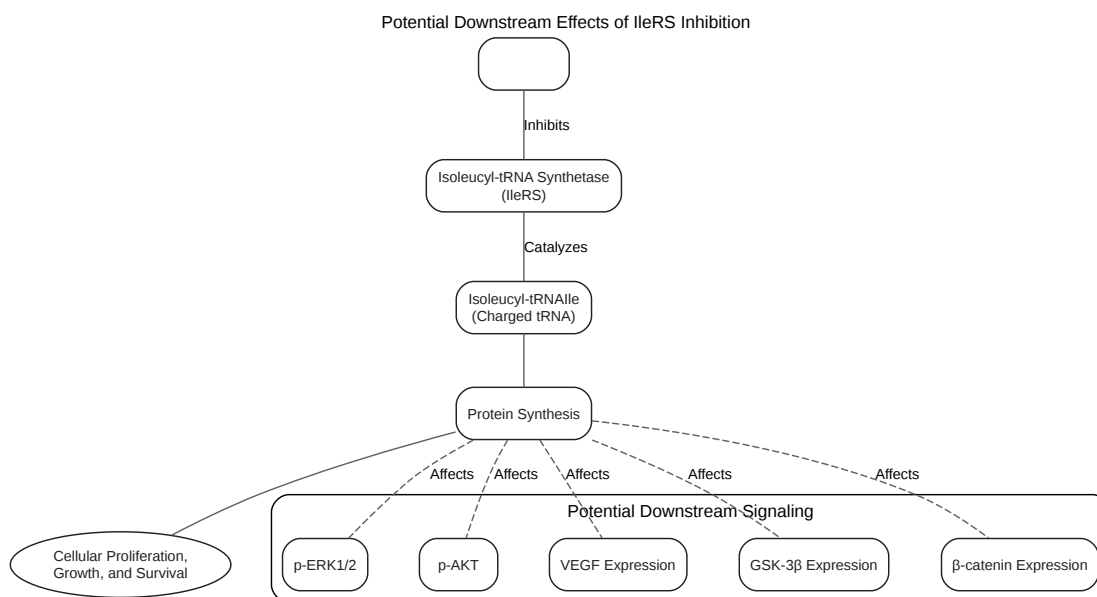 Potential Downstream Effects of IleRS Inhibition
Inhibits
Isoleucyl-tRNA Synthetase
(IleRS)
Catalyzes
Isoleucyl-tRNAIle
(Charged tRNA)
Protein Synthesis
Affects
Affects
Affects
Affects
Affects
Potential Downstream Signaling
Cellular Proliferation,
Growth, and Survival
p-ERK1/2
p-AKT
VEGF Expression
GSK-3β Expression
β-catenin Expression